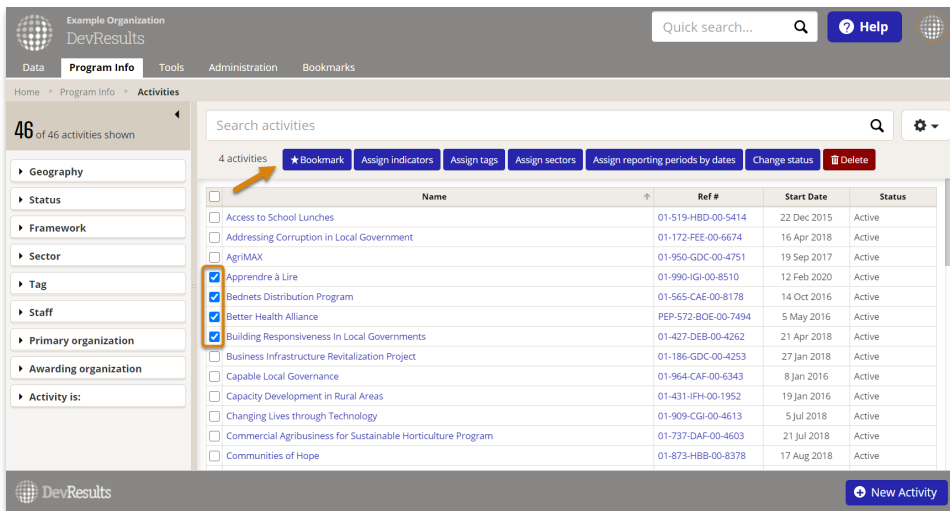 Example Organization
DevResults
Quick search...
Help
Data Program Info Tools Administration Bookmarks
Home Program Info Activities
46 of 46 activities shown
Geography
Status
Framework
Sector
Tag
Staff
Primary organization
Awarding organization
Activity is:
Search activities
4 activities Bookmark Assign indicators Assign tags Assign sectors Assign reporting periods by dates Change status Delete
Name Ref # Start Date Status
Access to School Lunches 01-519-HBD-00-5414 22 Dec 2015 Active
Addressing Corruption in Local Government 01-172-FEE-00-6674 16 Apr 2018 Active
AgriMAX 01-950-GDC-00-4751 19 Sep 2017 Active
Apprendre à Lire 01-990-IGI-00-8510 12 Feb 2020 Active
Bednets Distribution Program 01-565-CAE-00-8178 14 Oct 2016 Active
Better Health Alliance PEP-572-BOE-00-7494 5 May 2016 Active
Building Responsiveness In Local Governments 01-427-DEB-00-4262 21 Apr 2018 Active
Business Infrastructure Revitalization Project 01-186-GDC-00-4253 27 Jan 2018 Active
Capable Local Governance 01-964-CAF-00-6343 8 Jan 2016 Active
Capacity Development in Rural Areas 01-431-IFH-00-1952 19 Jan 2016 Active
Changing Lives through Technology 01-909-CGI-00-4613 5 Jul 2018 Active
Commercial Agribusiness for Sustainable Horticulture Program 01-737-DAF-00-4603 21 Jul 2018 Active
Communities of Hope 01-873-HBB-00-8378 17 Aug 2018 Active
DevResults
New Activity